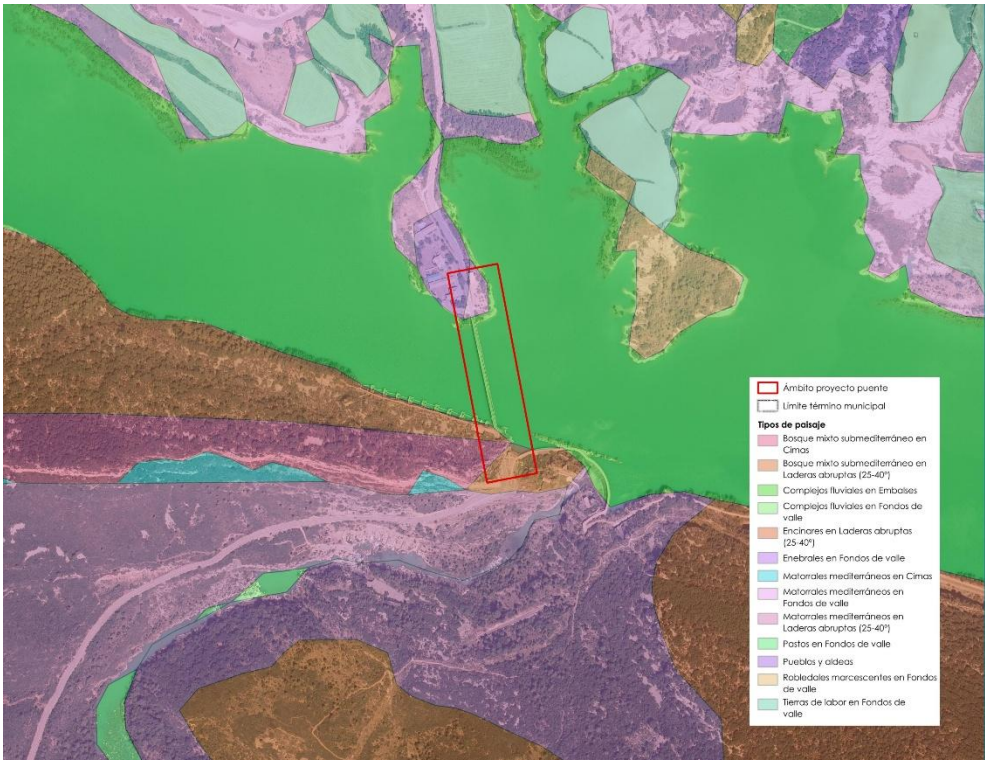 Ámbito proyecto puente
Límite término municipal
Tipos de paisaje
Bosque mixto submediterráneo en
Cimas
Bosque mixto submediterráneo en
Laderas abruptas (25-40º)
Complejos fluviales en Embalses
Complejos fluviales en Fondos de
valle
Encinares en Laderas abruptas
(25-40º)
Enebrales en Fondos de valle
Matorrales mediterráneos en Cimas
Matorrales mediterráneos en
Fondos de valle
Matorrales mediterráneos en
Laderas abruptas (25-40º)
Pastos en Fondos de valle
Pueblos y aldeas
Robledales marcescentes en Fondos
de valle
Tierras de labor en Fondos de
valle